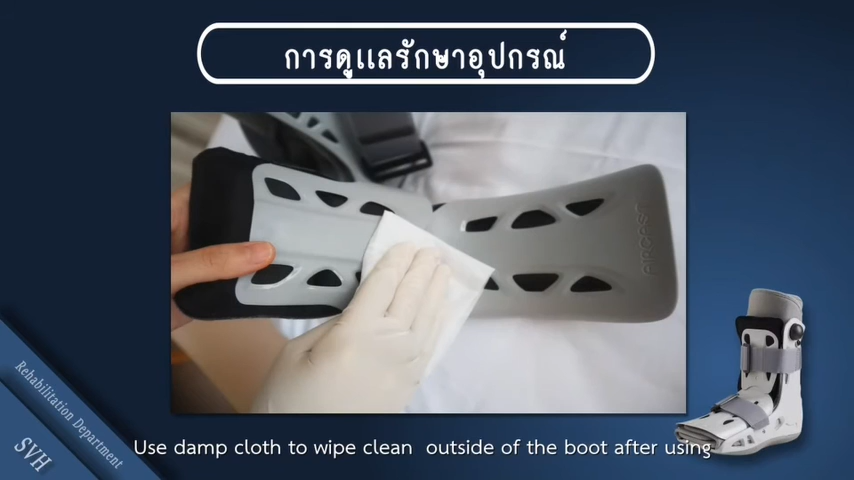 การดูแลรักษาอุปกรณ์
AIRCAST
Rehabilitation Department
SVH
Use damp cloth to wipe clean outside of the boot after using